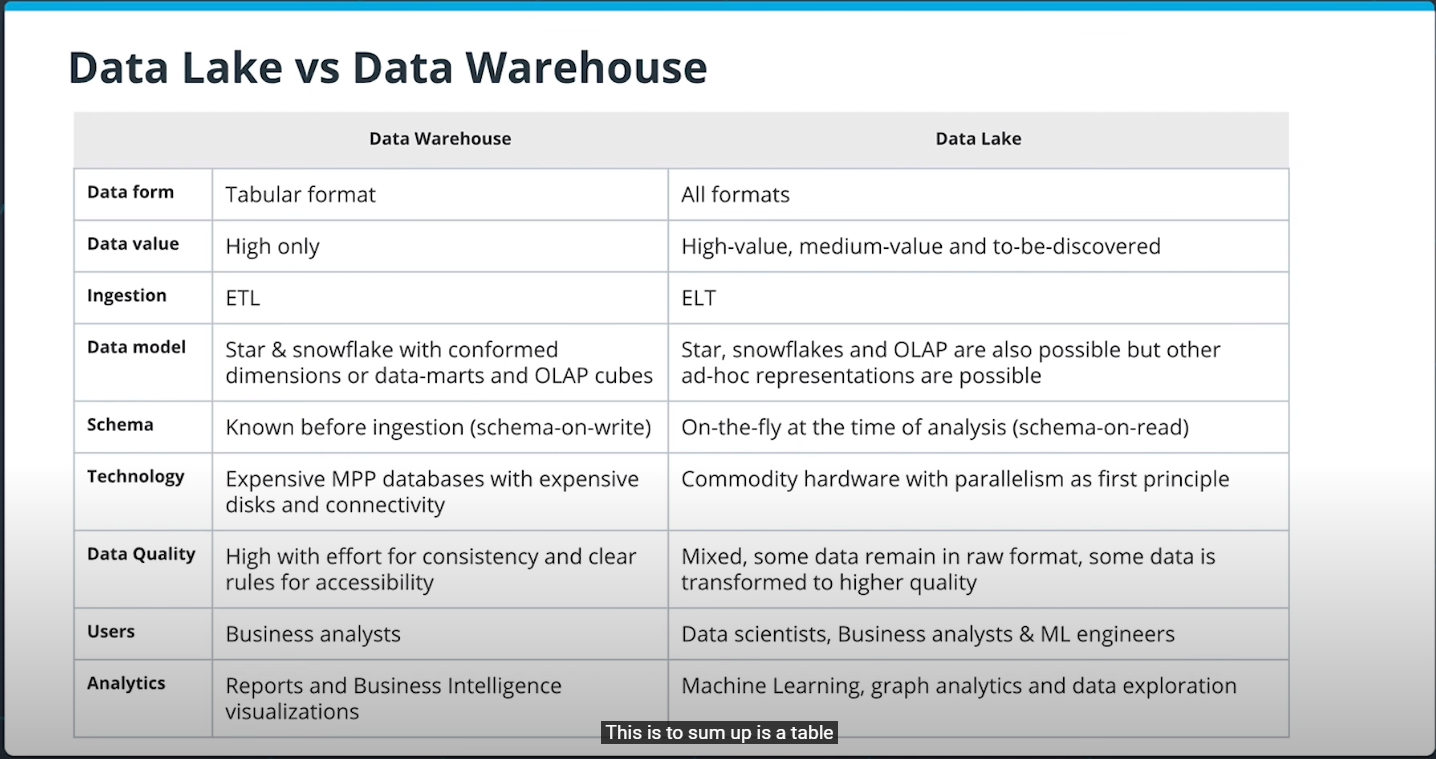 Data Lake vs Data Warehouse
Data Warehouse
Data Lake
Data form
Tabular format
All formats
Data value
High only
High-value, medium-value and to-be-discovered
Ingestion
ETL
ELT
Data model
Star & snowflake with conformed
dimensions or data-marts and OLAP cubes
Star, snowflakes and OLAP are also possible but other
ad-hoc representations are possible
Schema
Known before ingestion (schema-on-write)
On-the-fly at the time of analysis (schema-on-read)
Technology
Expensive MPP databases with expensive
disks and connectivity
Commodity hardware with parallelism as first principle
Data Quality
High with effort for consistency and clear
rules for accessibility
Mixed, some data remain in raw format, some data is
transformed to higher quality
Users
Business analysts
Data scientists, Business analysts & ML engineers
Analytics
Reports and Business Intelligence
visualizations
Machine Learning, graph analytics and data exploration
This is to sum up is a table